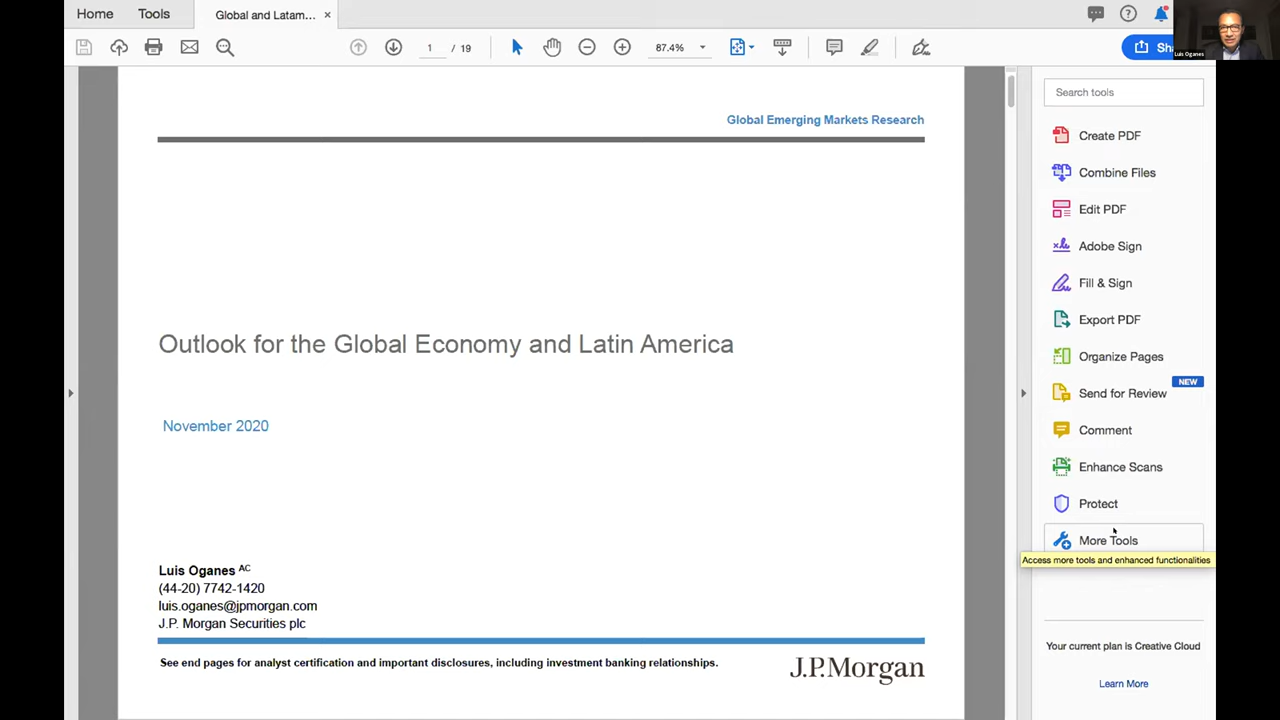 Home
Tools
Global and Latam...
1 / 19
87.4%
Sha
Luis Oganes
Search tools
Create PDF
Combine Files
Edit PDF
Adobe Sign
Fill & Sign
Export PDF
Organize Pages
NEW
Send for Review
Comment
Enhance Scans
Protect
More Tools
Access more tools and enhanced functionalities
Your current plan is Creative Cloud
Learn More
Global Emerging Markets Research
Outlook for the Global Economy and Latin America
November 2020
Luis Oganes AC
(44-20) 7742-1420
luis.oganes@jpmorgan.com
J.P. Morgan Securities plc
See end pages for analyst certification and important disclosures, including investment banking relationships.
J.P.Morgan